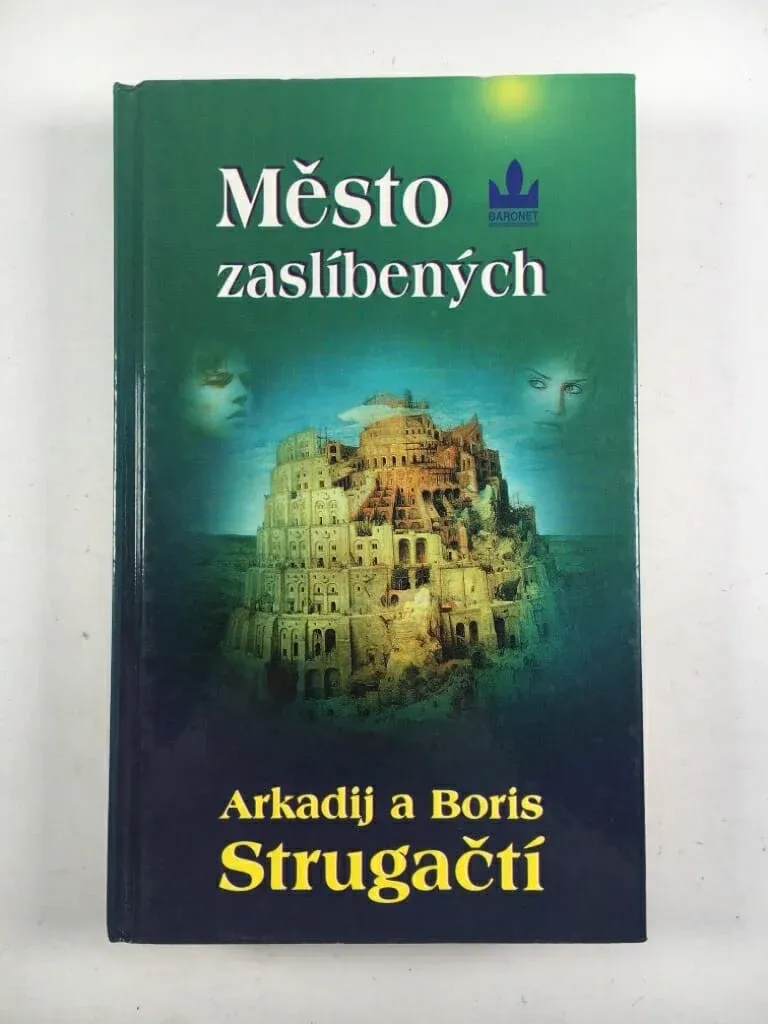 Město
BARONET
zaslíbených
Arkadij a Boris
Strugačtí